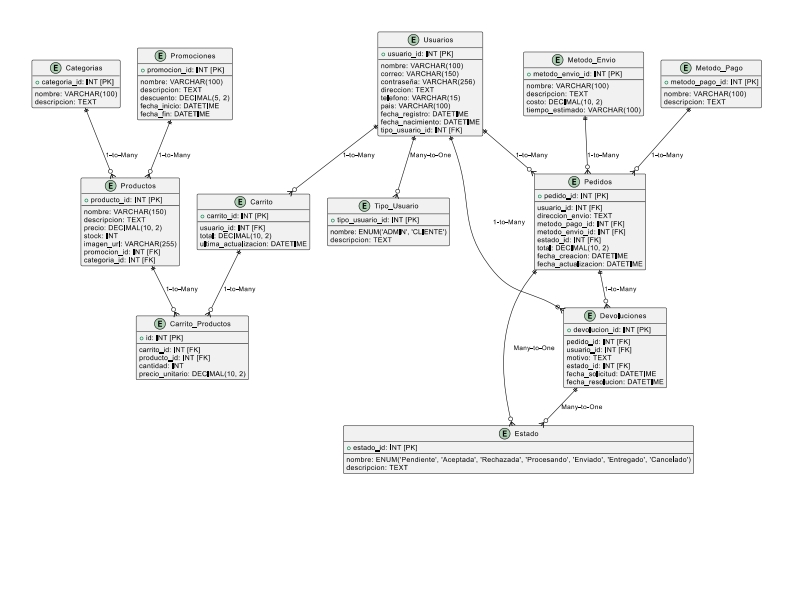 E Categorias
categoria_id: INT [PK]
nombre: VARCHAR(100)
descripcion: TEXT
E Promociones
promocion_id: INT [PK]
nombre: VARCHAR(100)
descripcion: TEXT
descuento: DECIMAL(5, 2)
fecha_inicio: DATETIME
fecha_fin: DATETIME
E Usuarios
usuario_id: INT [PK]
nombre: VARCHAR(100)
correo: VARCHAR(150)
contraseña: VARCHAR(256)
direccion: TEXT
telefono: VARCHAR(15)
pais: VARCHAR(100)
fecha_registro: DATETIME
fecha_nacimiento: DATETIME
tipo_usuario_id: INT [FK]
E Metodo_Envio
metodo_envio_id: INT [PK]
nombre: VARCHAR(100)
descripcion: TEXT
costo: DECIMAL(10, 2)
tiempo_estimado: VARCHAR(100)
E Metodo_Pago
metodo_pago_id: INT [PK]
nombre: VARCHAR(100)
descripcion: TEXT
1-to-Many
1-to-Many
1-to-Many
Many-to-One
1-to-Many
1-to-Many
1-to-Many
E Productos
producto_id: INT [PK]
nombre: VARCHAR(150)
descripcion: TEXT
precio: DECIMAL(10, 2)
stock: INT
imagen_url: VARCHAR(255)
promocion_id: INT [FK]
categoria_id: INT [FK]
E Carrito
carrito_id: INT [PK]
usuario_id: INT [FK]
total: DECIMAL(10, 2)
ultima_actualizacion: DATETIME
E Tipo_Usuario
tipo_usuario_id: INT [PK]
nombre: ENUM('ADMIN', 'CLIENTE')
descripcion: TEXT
1-to-Many
E Pedidos
pedido_id: INT [PK]
usuario_id: INT [FK]
direccion_envio: TEXT
metodo_pago_id: INT [FK]
metodo_envio_id: INT [FK]
estado_id: INT [FK]
total: DECIMAL(10, 2)
fecha_creacion: DATETIME
fecha_actualizacion: DATETIME
1-to-Many
1-to-Many
1-to-Many
E Carrito_Productos
id: INT [PK]
carrito_id: INT [FK]
producto_id: INT [FK]
cantidad: INT
precio_unitario: DECIMAL(10, 2)
Many-to-One
E Devoluciones
devolucion_id: INT [PK]
pedido_id: INT [FK]
usuario_id: INT [FK]
motivo: TEXT
estado_id: INT [FK]
fecha_solicitud: DATETIME
fecha_resolucion: DATETIME
Many-to-One
E Estado
estado_id: INT [PK]
nombre: ENUM('Pendiente', 'Aceptada', 'Rechazada', 'Procesando', 'Enviado', 'Entregado', 'Cancelado')
descripcion: TEXT